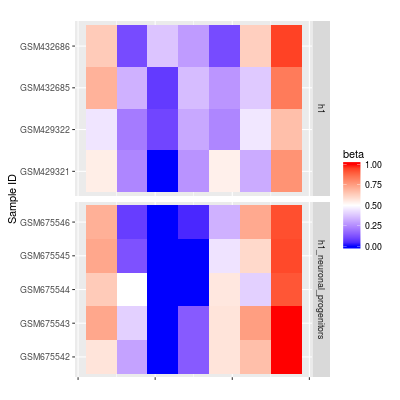 GSM432686
GSM432685
GSM429322
GSM429321
h1
GSM675546
GSM675545
GSM675544
GSM675543
GSM675542
h1_neuronal_progenitors
Sample ID
beta
1.00
0.75
0.50
0.25
0.00